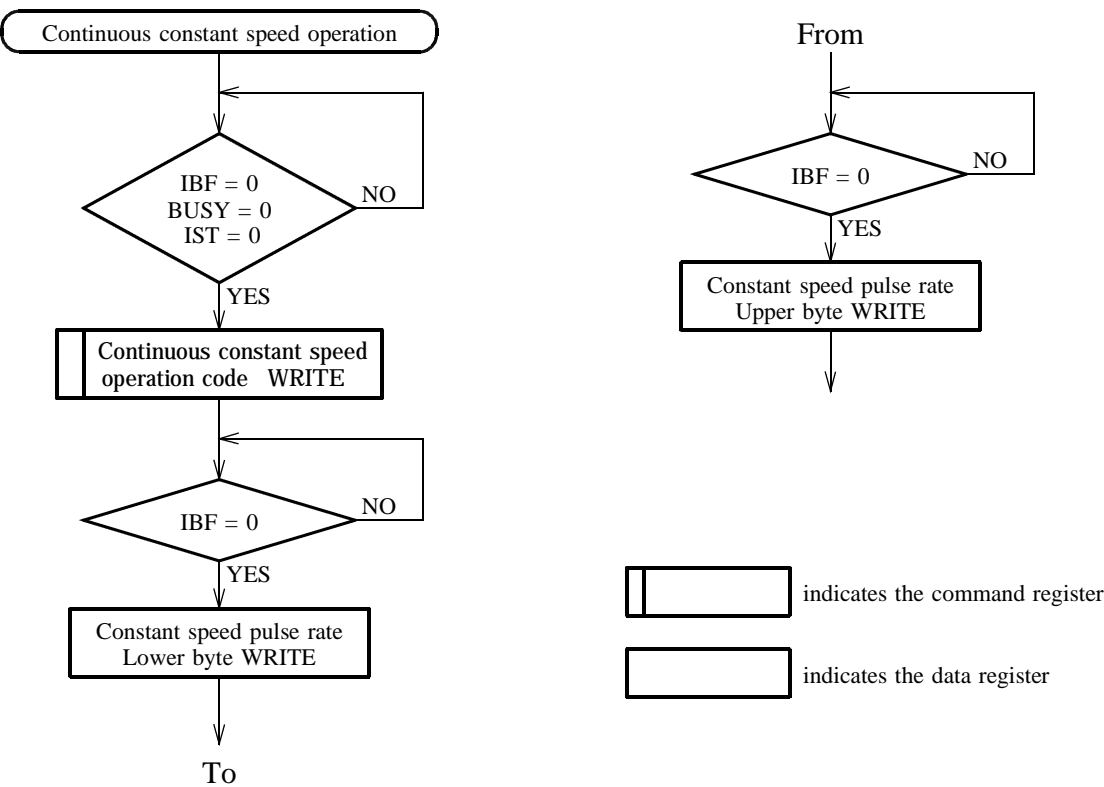 Continuous constant speed operation
IBF = 0
BUSY = 0
IST = 0
NO
YES
Continuous constant speed
operation code WRITE
IBF = 0
NO
YES
Constant speed pulse rate
Lower byte WRITE
To
From
IBF = 0
NO
YES
Constant speed pulse rate
Upper byte WRITE
indicates the command register
indicates the data register